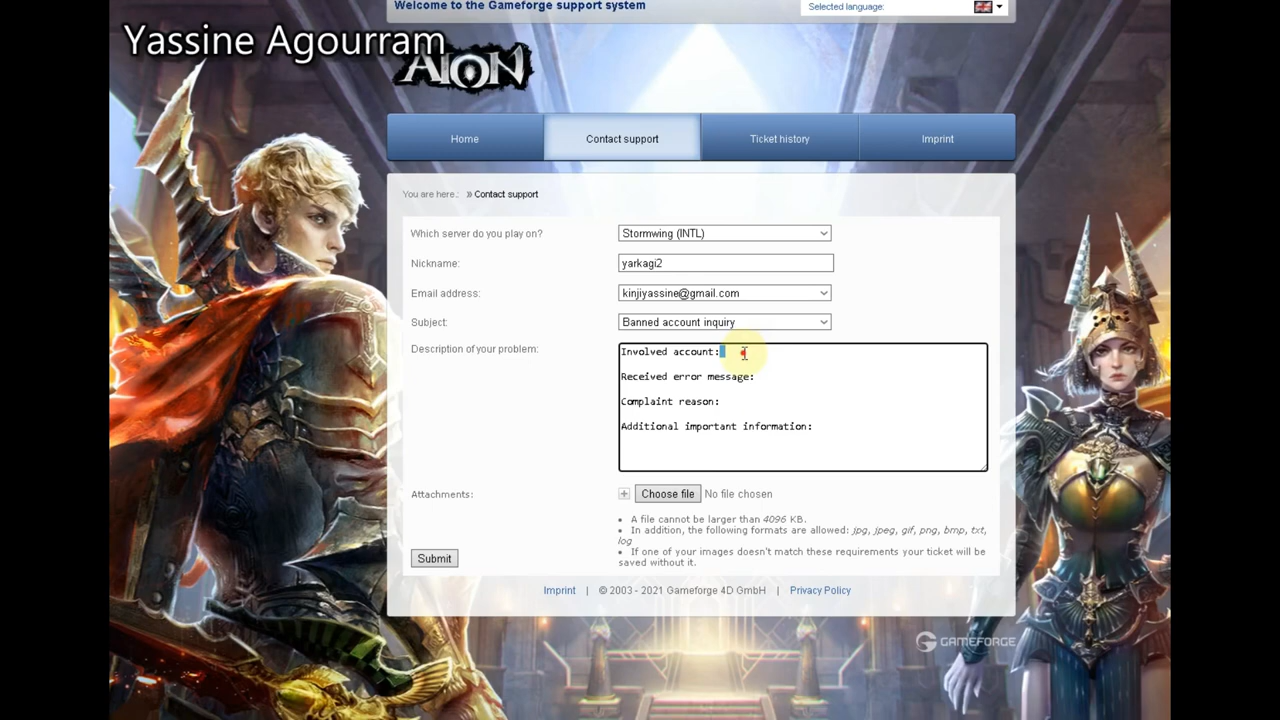 Welcome to the Gameforge support system
Selected language:
Yassine Agourram
AION
Home
Contact support
Ticket history
Imprint
You are here.: » Contact support
Which server do you play on?
Stormwing (INTL)
Nickname:
yarkagi2
Email address:
kinjiyassine@gmail.com
Subject:
Banned account inquiry
Description of your problem:
Involved account:
Received error message:
Complaint reason:
Additional important information:
Attachments:
Choose file No file chosen
• A file cannot be larger than 4096 KB.
• In addition, the following formats are allowed: jpg, jpeg, gif, png, bmp, txt,
log
• If one of your images doesn't match these requirements your ticket will be
saved without it.
Submit
Imprint | © 2003 - 2021 Gameforge 4D GmbH | Privacy Policy
GAMEFORGE